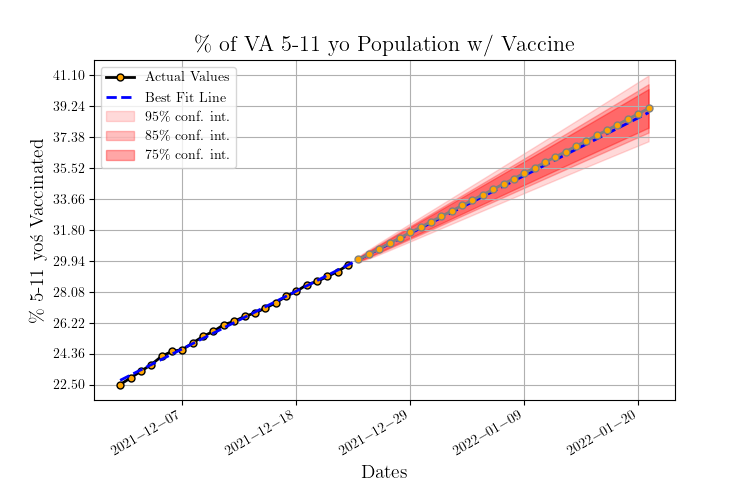 % of VA 5-11 yo Population w/ Vaccine
41.10
39.24
37.38
35.52
33.66
31.80
29.94
28.08
26.22
24.36
22.50
% 5-11 yoś Vaccinated
Actual Values
Best Fit Line
95% conf. int.
85% conf. int.
75% conf. int.
2021−12−07
2021−12−18
2021−12−29
2022−01−09
2022−01−20
Dates